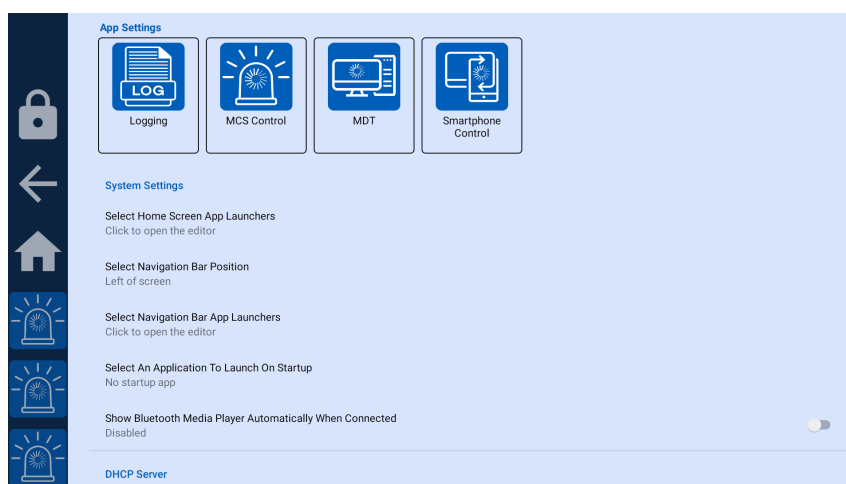 App Settings
LOG
Logging
MCS Control
MDT
Smartphone
Control
System Settings
Select Home Screen App Launchers
Click to open the editor
Select Navigation Bar Position
Left of screen
Select Navigation Bar App Launchers
Click to open the editor
Select An Application To Launch On Startup
No startup app
Show Bluetooth Media Player Automatically When Connected
Disabled
DHCP Server